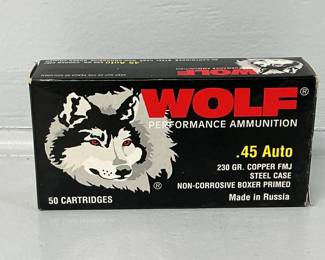 WOLF®
PERFORMANCE AMMUNITION
.45 Auto
230 GR. COPPER FMJ
STEEL CASE
NON-CORROSIVE BOXER PRIMED
Made in Russia
®
50 CARTRIDGES